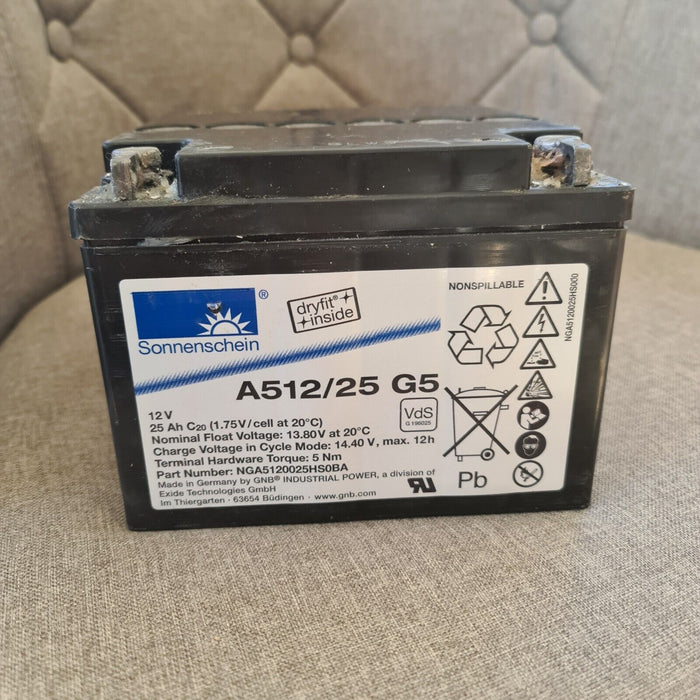 Sonnenschein
®
dryfit
inside
NONSPILLABLE
NGA5120025HS000
A512/25 G5
12 V
25 Ah C20 (1.75V/cell at 20°C)
Nominal Float Voltage: 13.80V at 20°C
Charge Voltage in Cycle Mode: 14.40 V, max. 12h
Terminal Hardware Torque: 5 Nm
Part Number: NGA5120025HS0BA
Made in Germany by GNB® INDUSTRIAL POWER, a division of
Exide Technologies GmbH
Im Thiergarten · 63654 Büdingen · www.gnb.com
VdS
G 196025
Pb